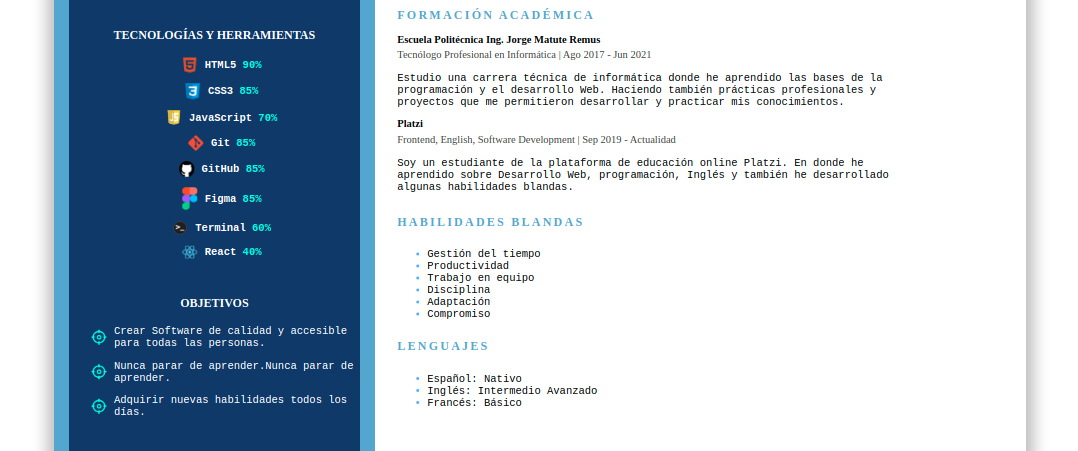 TECNOLOGÍAS Y HERRAMIENTAS
HTML5 90%
CSS3 85%
JavaScript 70%
Git 85%
GitHub 85%
Figma 85%
Terminal 60%
React 40%
OBJETIVOS
Crear Software de calidad y accesible
para todas las personas.
Nunca parar de aprender.Nunca parar de
aprender.
Adquirir nuevas habilidades todos los
días.
FORMACIÓN ACADÉMICA
Escuela Politécnica Ing. Jorge Matute Remus
Tecnólogo Profesional en Informática | Ago 2017 - Jun 2021
Estudio una carrera técnica de informática donde he aprendido las bases de la
programación y el desarrollo Web. Haciendo también prácticas profesionales y
proyectos que me permitieron desarrollar y practicar mis conocimientos.
Platzi
Frontend, English, Software Development | Sep 2019 - Actualidad
Soy un estudiante de la plataforma de educación online Platzi. En donde he
aprendido sobre Desarrollo Web, programación, Inglés y también he desarrollado
algunas habilidades blandas.
HABILIDADES BLANDAS
Gestión del tiempo
Productividad
Trabajo en equipo
Disciplina
Adaptación
Compromiso
LENGUAJES
Español: Nativo
Inglés: Intermedio Avanzado
Francés: Básico